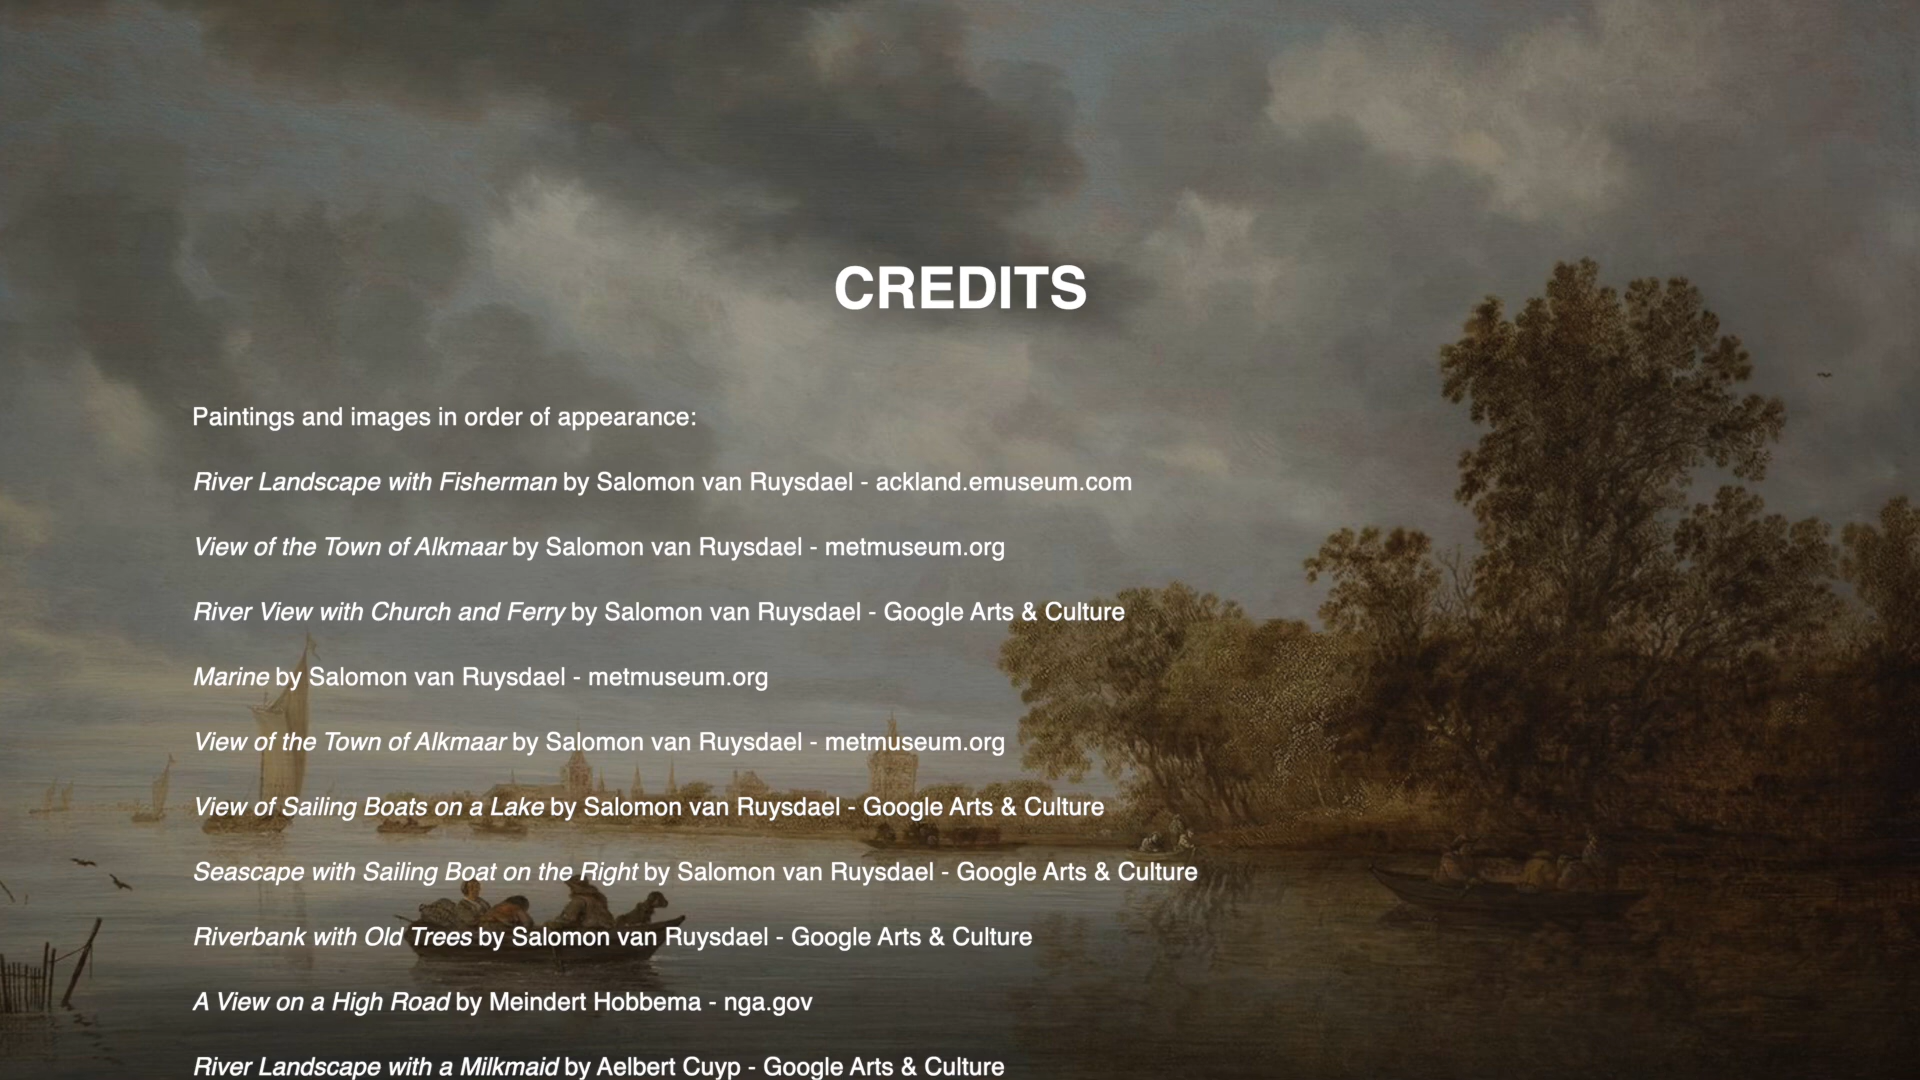 CREDITS
Paintings and images in order of appearance:
River Landscape with Fisherman by Salomon van Ruysdael - ackland.emuseum.com
View of the Town of Alkmaar by Salomon van Ruysdael - metmuseum.org
River View with Church and Ferry by Salomon van Ruysdael - Google Arts & Culture
Marine by Salomon van Ruysdael - metmuseum.org
View of the Town of Alkmaar by Salomon van Ruysdael - metmuseum.org
View of Sailing Boats on a Lake by Salomon van Ruysdael - Google Arts & Culture
Seascape with Sailing Boat on the Right by Salomon van Ruysdael - Google Arts & Culture
Riverbank with Old Trees by Salomon van Ruysdael - Google Arts & Culture
A View on a High Road by Meindert Hobbema - nga.gov
River Landscape with a Milkmaid by Aelbert Cuyp - Google Arts & Culture